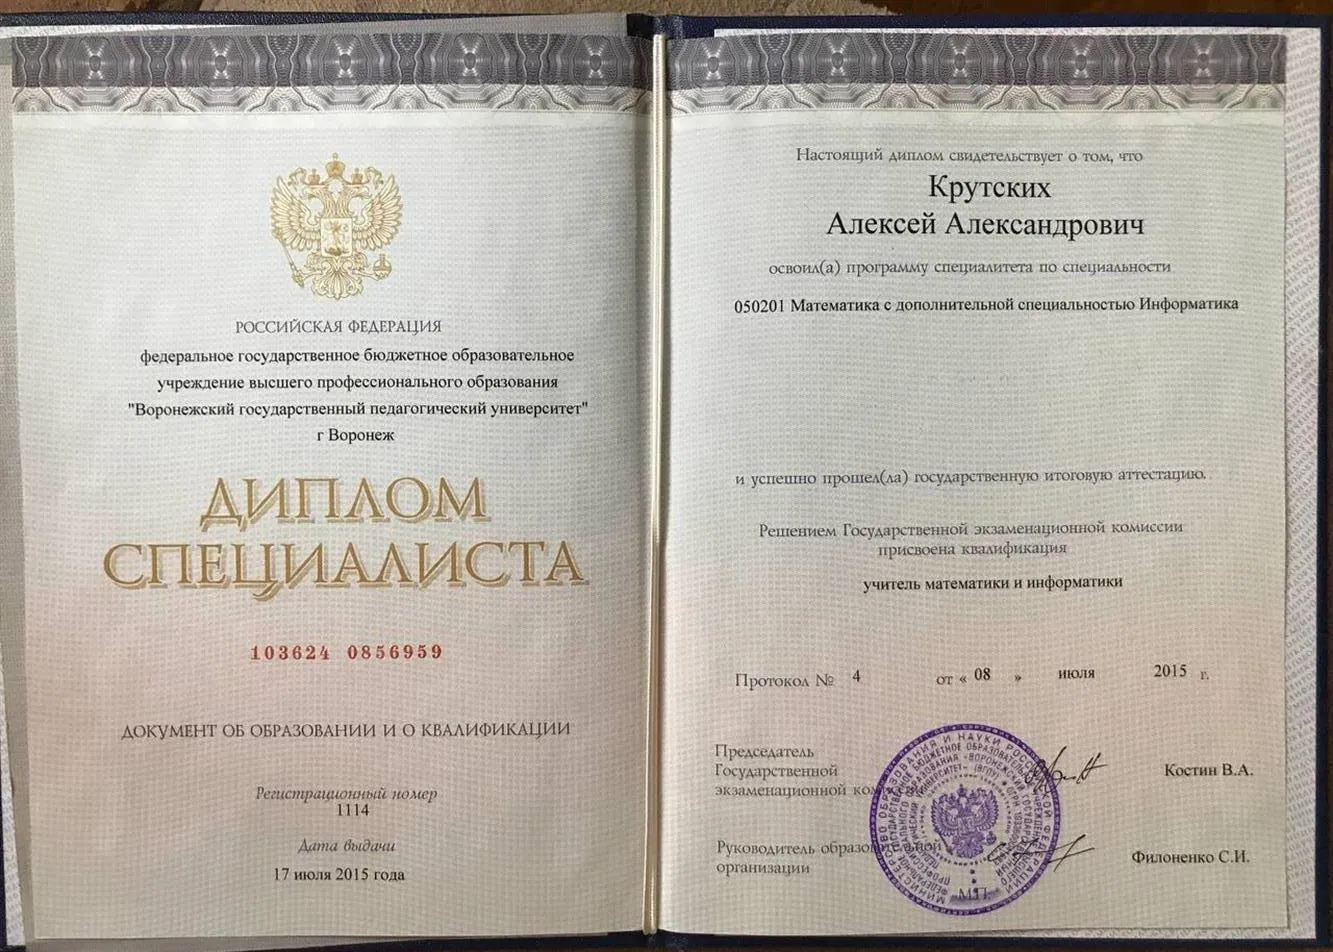 РОССИЙСКАЯ ФЕДЕРАЦИЯ
федеральное государственное бюджетное образовательное
учреждение высшего профессионального образования
"Воронежский государственный педагогический университет"
г Воронеж
ДИПЛОМ
СПЕЦИАЛИСТА
103624 0856959
ДОКУМЕНТ ОБ ОБРАЗОВАНИИ И О КВАЛИФИКАЦИИ
Регистрационный номер
1114
Дата выдачи
17 июля 2015 года
Настоящий диплом свидетельствует о том, что
Крутских
Алексей Александрович
освоил(а) программу специалитета по специальности
050201 Математика с дополнительной специальностью Информатика
и успешно прошел(ла) государственную итоговую аттестацию.
Решением Государственной экзаменационной комиссии
присвоена квалификация
учитель математики и информатики
Протокол № 4 от « 08 » июля 2015 г.
Председатель
Государственной
экзаменационной
Костин В.А.
Руководитель образовательной
организации
Филоненко С.И.
М.П.